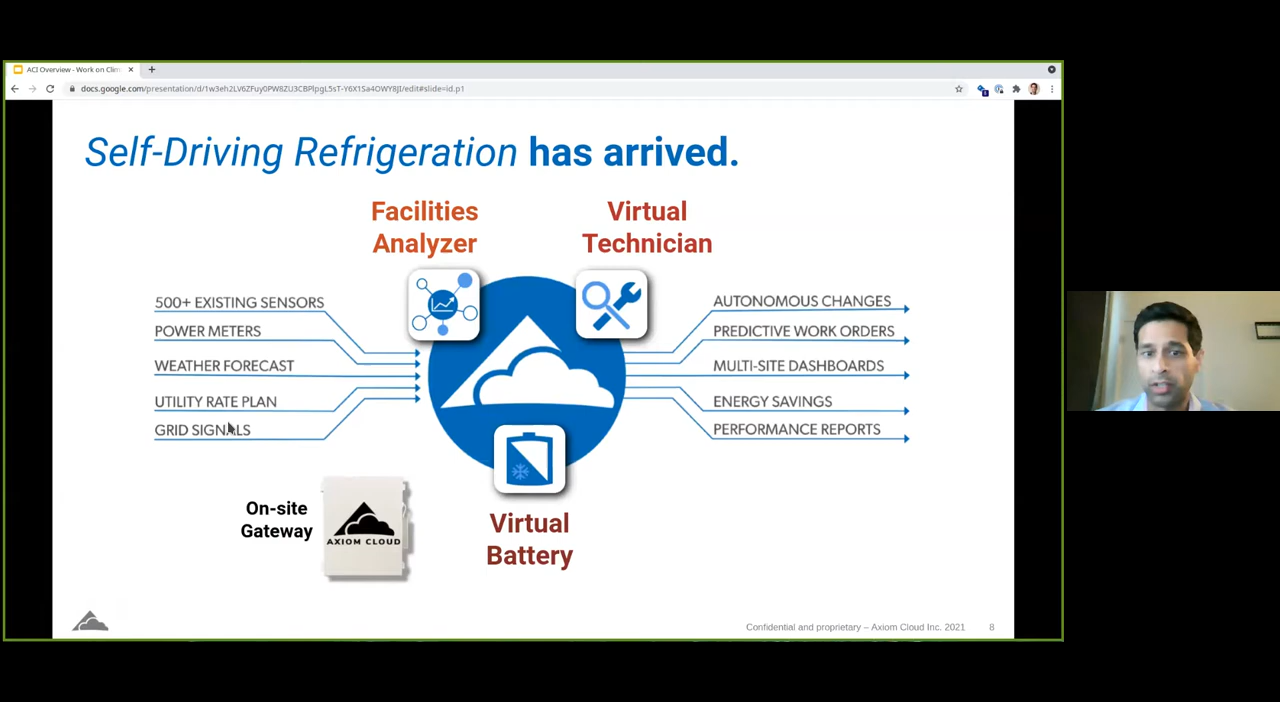 ACI Overview - Work on Clim
docs.google.com/presentation/d/1w3eh2LV6ZFuy0PW8ZU3CBPlpgL5sT-Y6X1Sa4OWY8JI/edit#slide=id.p1
Self-Driving Refrigeration has arrived.
Facilities
Analyzer
Virtual
Technician
500+ EXISTING SENSORS
POWER METERS
WEATHER FORECAST
UTILITY RATE PLAN
GRID SIGNALS
AUTONOMOUS CHANGES
PREDICTIVE WORK ORDERS
MULTI-SITE DASHBOARDS
ENERGY SAVINGS
PERFORMANCE REPORTS
On-site
Gateway
AXIOM CLOUD
Virtual
Battery
Confidential and proprietary – Axiom Cloud Inc. 2021 8